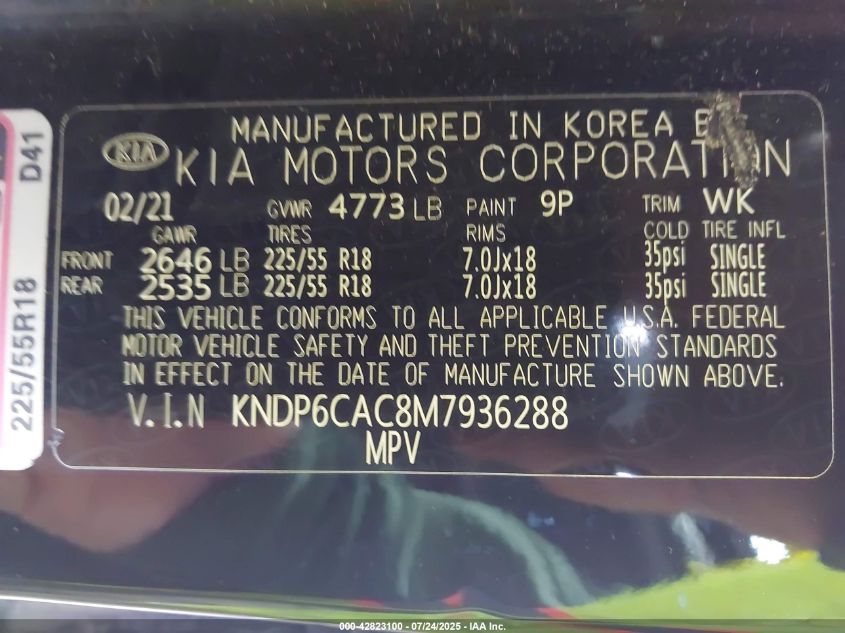 MANUFACTURED IN KOREA
KIA
KIA MOTORS CORPORATION
02/21 GVWR 4773 LB PAINT 9P TRIM WK
GAWR TIRES RIMS COLD TIRE INFL
FRONT 2646 LB 225/55 R18 7.0Jx18 35psi SINGLE
REAR 2535 LB 225/55 R18 7.0Jx18 35psi SINGLE
THIS VEHICLE CONFORMS TO ALL APPLICABLE U.S.A. FEDERAL
MOTOR VEHICLE SAFETY AND THEFT PREVENTION STANDARDS
IN EFFECT ON THE DATE OF MANUFACTURE SHOWN ABOVE.
V.I.N KNDP6CAC8M7936288
MPV
225/55R18 D41
000-42823100 - 07/24/2025 - IAA Inc.